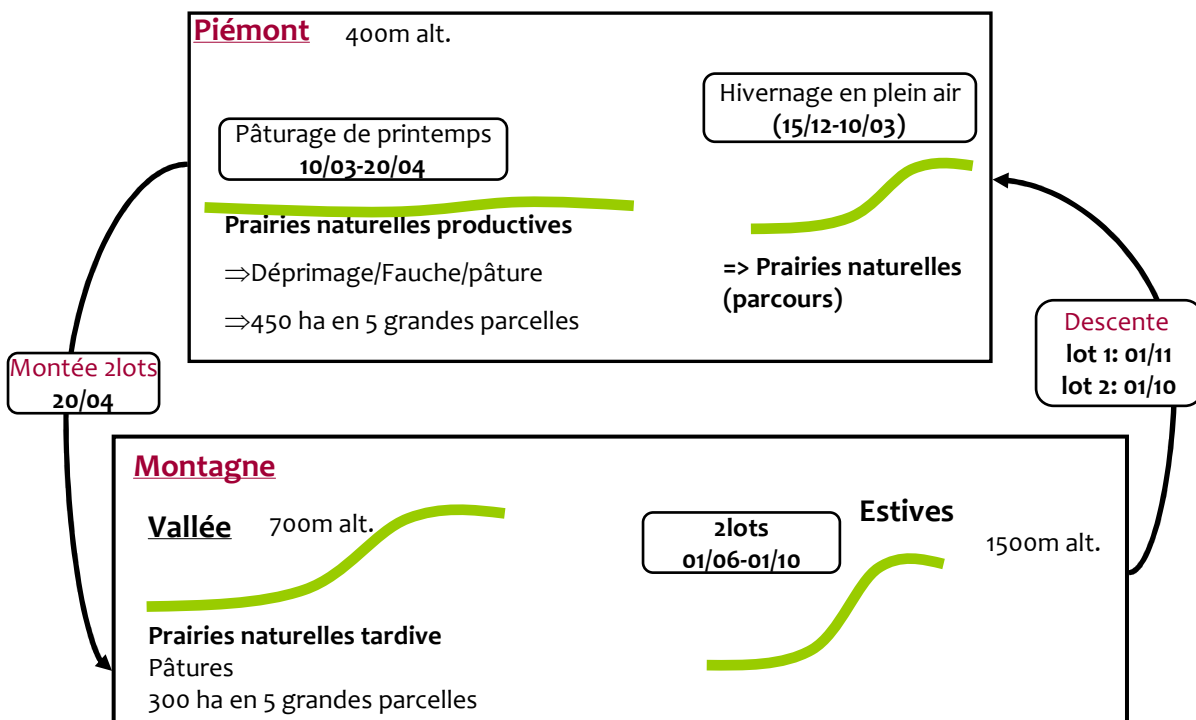 Piémont 400m alt.
Hivernage en plein air
(15/12-10/03)
Pâturage de printemps
10/03-20/04
Prairies naturelles productives
⇒Déprimage/Fauche/pâture
⇒450 ha en 5 grandes parcelles
=> Prairies naturelles
(parcours)
Descente
lot 1: 01/11
lot 2: 01/10
Montée 2lots
20/04
Montagne
Vallée 700m alt.
2lots
01/06-01/10
Estives
1500m alt.
Prairies naturelles tardive
Pâtures
300 ha en 5 grandes parcelles